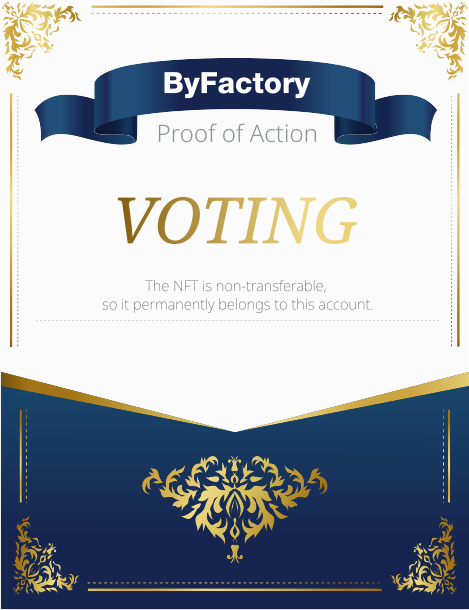 ByFactory
Proof of Action
VOTING
The NFT is non-transferable,
so it permanently belongs to this account.